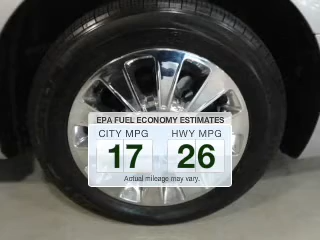 EPA FUEL ECONOMY ESTIMATES
CITY MPG HWY MPG
17 26
Actual mileage may vary.